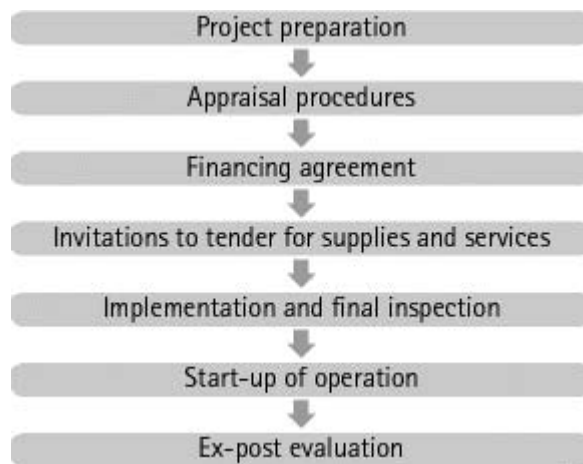 Project preparation
Appraisal procedures
Financing agreement
Invitations to tender for supplies and services
Implementation and final inspection
Start-up of operation
Ex-post evaluation